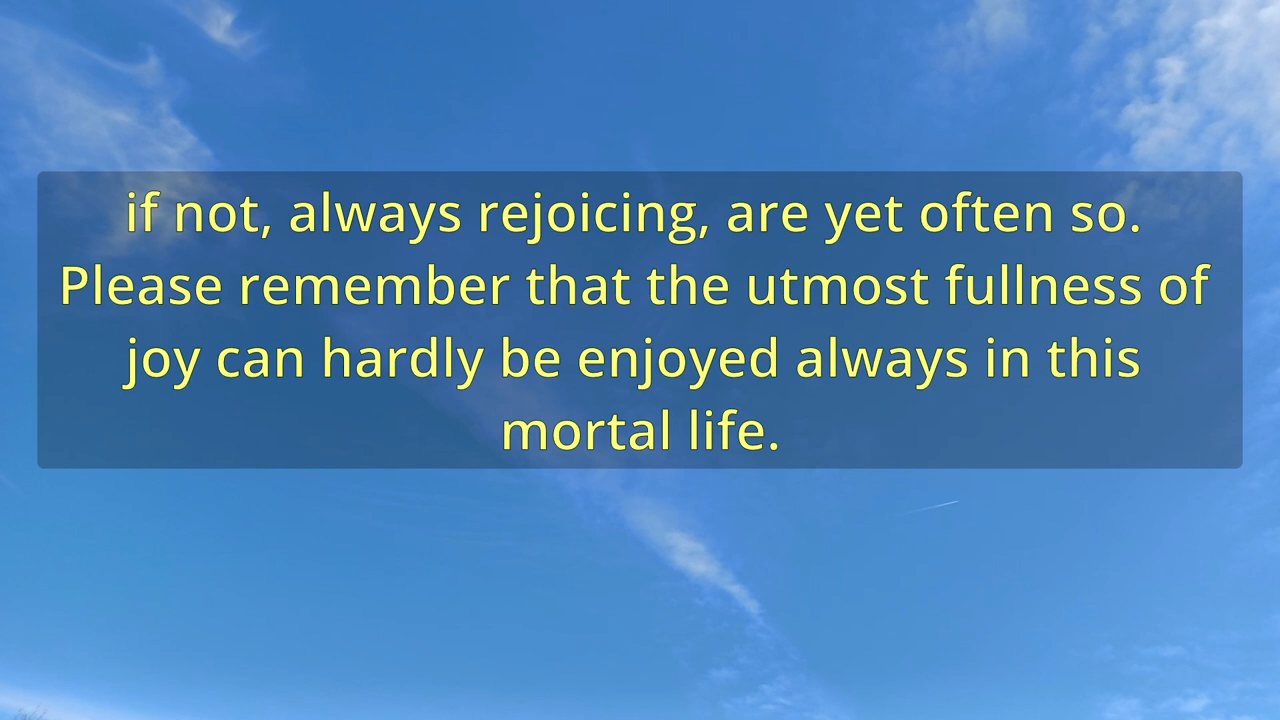 if not, always rejoicing, are yet often so.
Please remember that the utmost fullness of
joy can hardly be enjoyed always in this
mortal life.